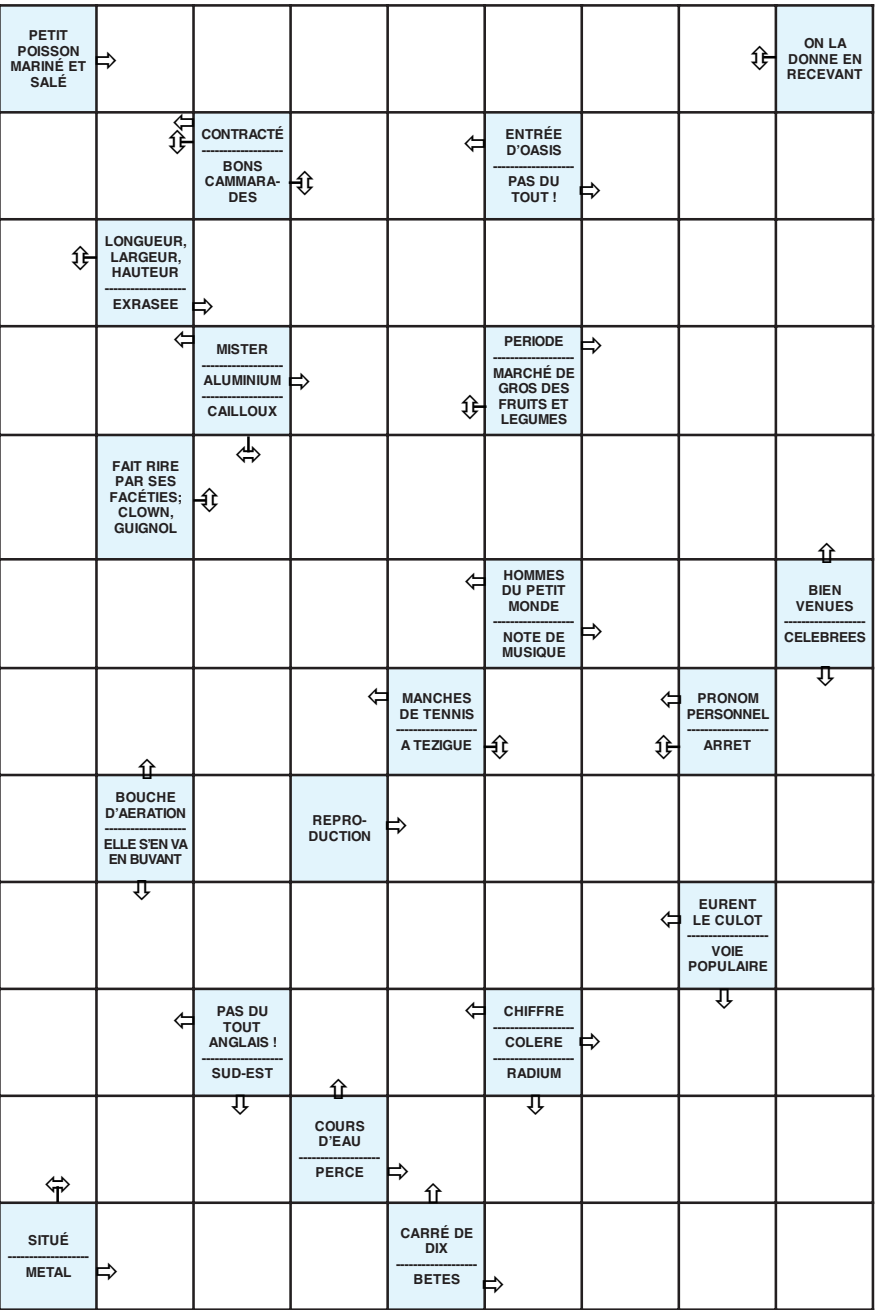 PETIT
POISSON
MARINÉ ET
SALÉ
ON LA
DONNE EN
RECEVANT
CONTRACTÉ
BONS
CAMMARA-
DES
ENTRÉE
D'OASIS
PAS DU
TOUT !
LONGUEUR,
LARGEUR,
HAUTEUR
EXRASEE
MISTER
ALUMINIUM
CAILLOUX
PERIODE
MARCHÉ DE
GROS DES
FRUITS ET
LEGUMES
FAIT RIRE
PAR SES
FACÉTIES;
CLOWN,
GUIGNOL
HOMMES
DU PETIT
MONDE
NOTE DE
MUSIQUE
BIEN
VENUES
CELEBREES
MANCHES
DE TENNIS
A TEZIGUE
PRONOM
PERSONNEL
ARRET
BOUCHE
D'AERATION
ELLE S'EN VA
EN BUVANT
REPRO-
DUCTION
EURENT
LE CULOT
VOIE
POPULAIRE
PAS DU
TOUT
ANGLAIS !
SUD-EST
CHIFFRE
COLERE
RADIUM
COURS
D'EAU
PERCE
SITUÉ
METAL
CARRÉ DE
DIX
BETES